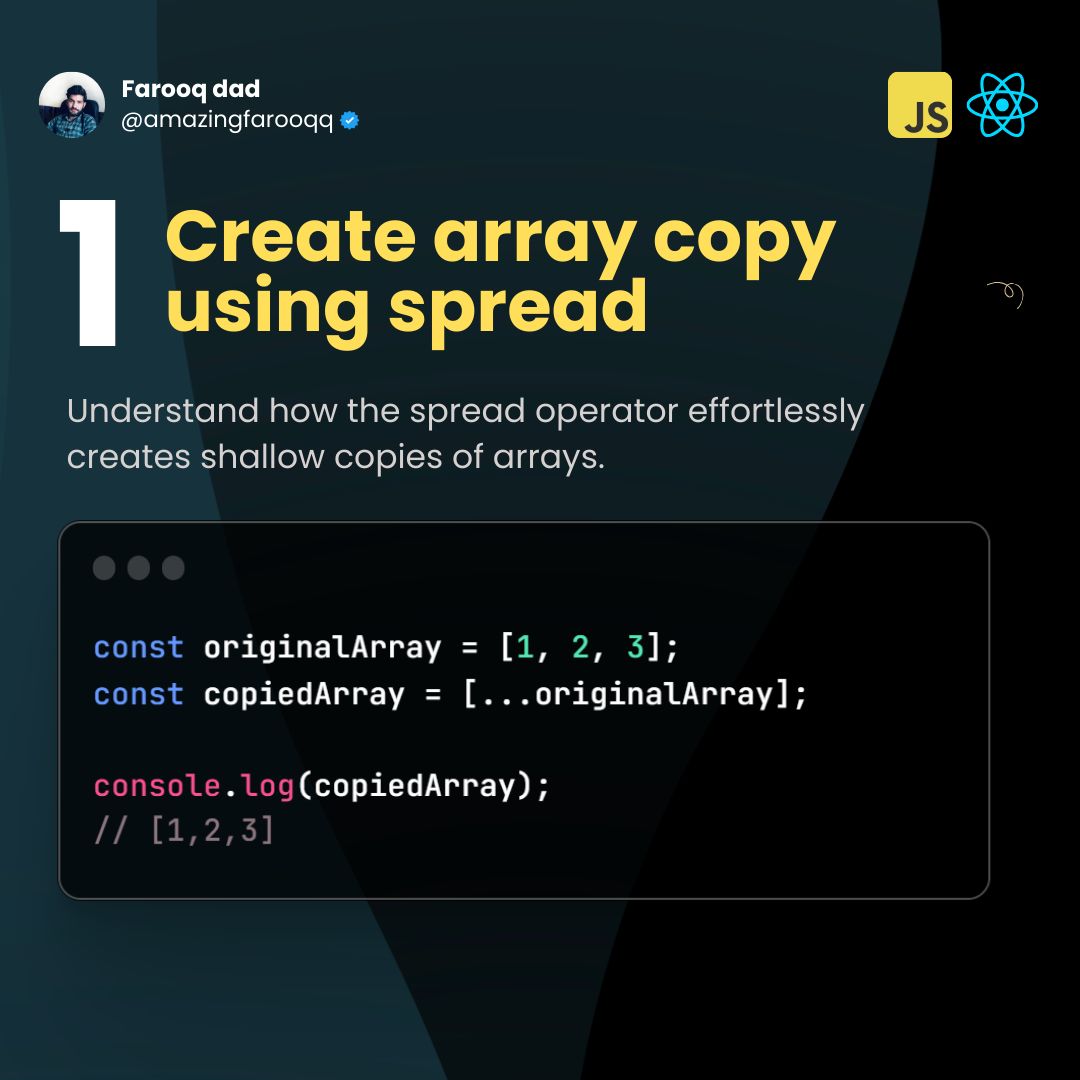 Farooq dad
@amazingfarooqq
JS
1
Create array copy
using spread
Understand how the spread operator effortlessly
creates shallow copies of arrays.
const originalArray = [1, 2, 3];
const copiedArray = [...originalArray];
console.log(copiedArray);
// [1,2,3]